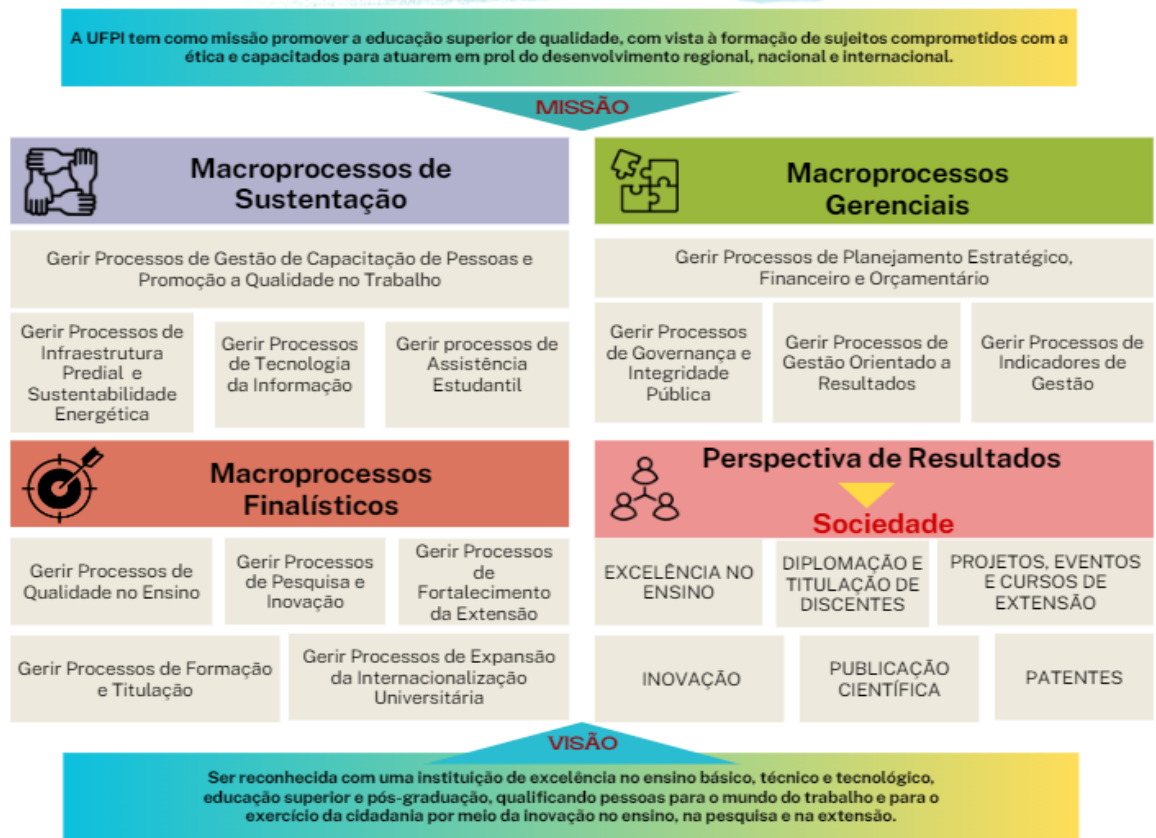 A UFPI tem como missão promover a educação superior de qualidade, com vista à formação de sujeitos comprometidos com a
ética e capacitados para atuarem em prol do desenvolvimento regional, nacional e internacional.
MISSÃO
Macroprocessos de
Sustentação
Gerir Processos de Gestão de Capacitação de Pessoas e
Promoção a Qualidade no Trabalho
Gerir Processos de
Infraestrutura
Predial e
Sustentabilidade
Energética
Gerir Processos
de Tecnologia
da Informação
Gerir processos de
Assistência
Estudantil
Macroprocessos
Gerenciais
Gerir Processos de Planejamento Estratégico,
Financeiro e Orçamentário
Gerir Processos
de Governança e
Integridade
Pública
Gerir Processos de
Gestão Orientado a
Resultados
Gerir Processos de
Indicadores de
Gestão
Macroprocessos
Finalísticos
Gerir Processos de
Qualidade no Ensino
Gerir Processos
de Pesquisa e
Inovação
Gerir Processos
de
Fortalecimento
da Extensão
Gerir Processos de Formação
e Titulação
Gerir Processos de Expansão
da Internacionalização
Universitária
Perspectiva de Resultados
Sociedade
EXCELÊNCIA NO
ENSINO
DIPLOMAÇÃO E
TITULAÇÃO DE
DISCENTES
PROJETOS, EVENTOS
E CURSOS DE
EXTENSÃO
INOVAÇÃO
PUBLICAÇÃO
CIENTÍFICA
PATENTES
VISÃO
Ser reconhecida com uma instituição de excelência no ensino básico, técnico e tecnológico,
educação superior e pós-graduação, qualificando pessoas para o mundo do trabalho e para o
exercício da cidadania por meio da inovação no ensino, na pesquisa e na extensão.